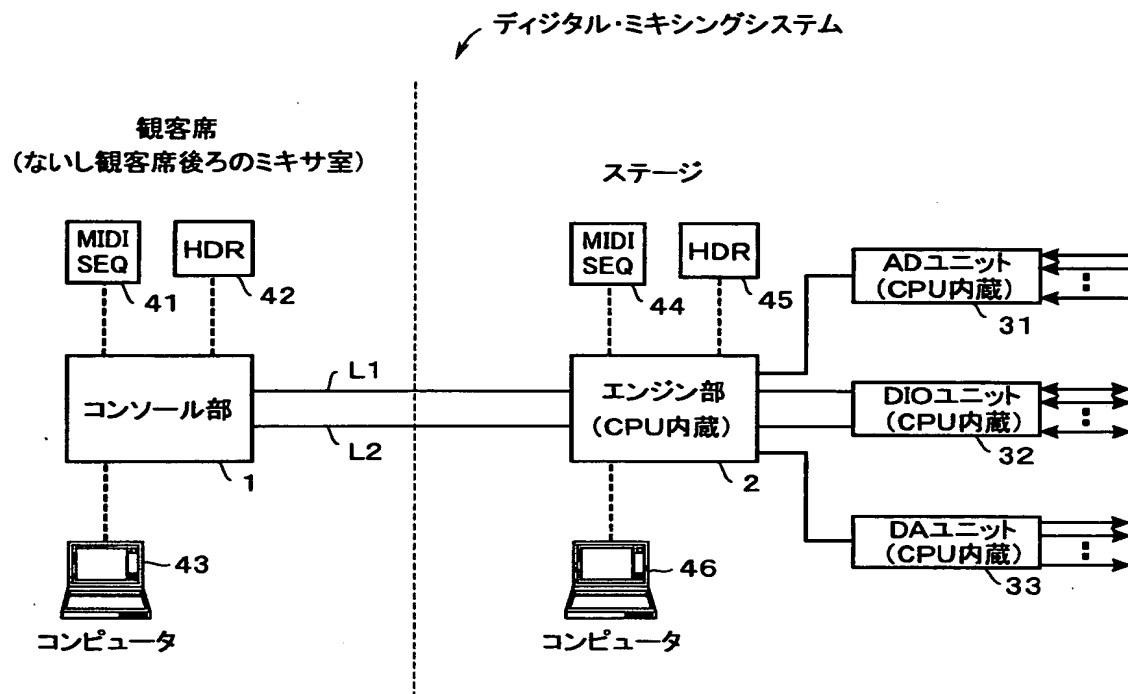 ディジタル・ミキシングシステム
観客席
(ないし観客席後ろのミキサ室)
ステージ
MIDI
SEQ
41
HDR
42
MIDI
SEQ
44
HDR
45
ADユニット
(CPU内蔵)
31
コンソール部
1
L1
L2
エンジン部
(CPU内蔵)
2
DIOユニット
(CPU内蔵)
32
DAユニット
(CPU内蔵)
33
43
コンピュータ
46
コンピュータ